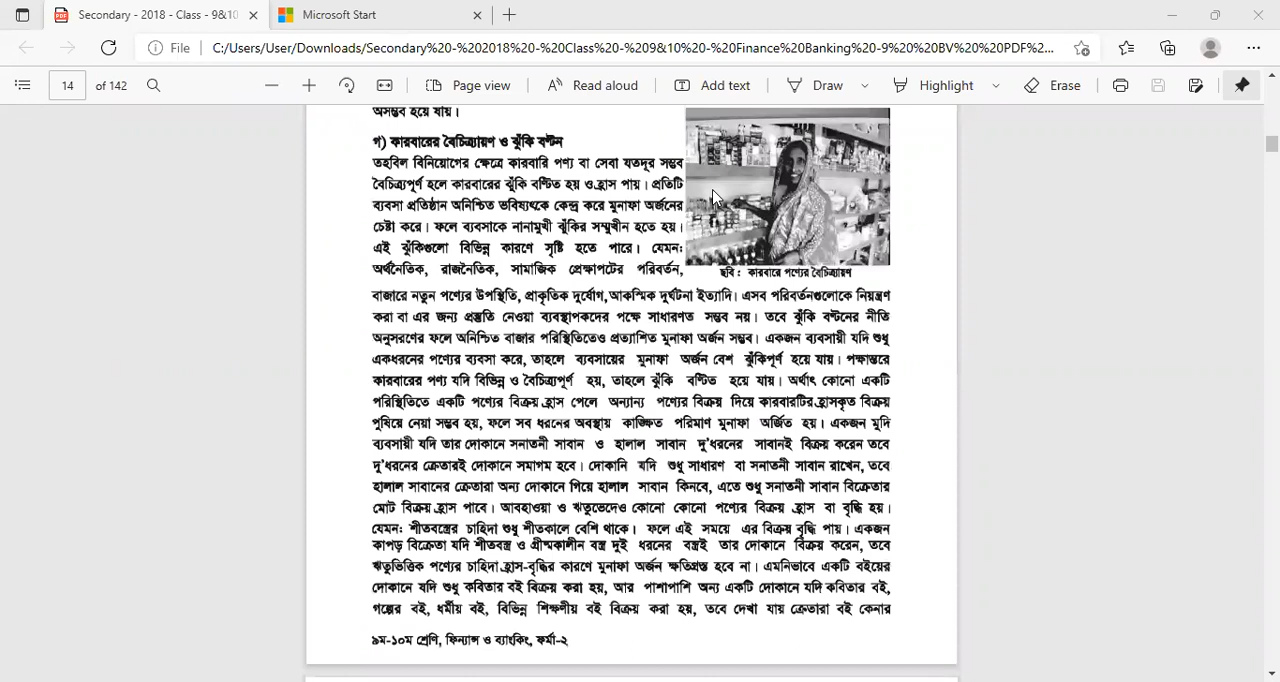 Secondary - 2018 - Class - 9&10
Microsoft Start
File
C:/Users/User/Downloads/Secondary%20-%202018%20-%20Class%20-%209&10%20-%20Finance%20Banking%20-9%20%20BV%20%20PDF%2...
14
of 142
Page view
Read aloud
Add text
Draw
Highlight
Erase
অসম্ভব হয়ে যায়।
গ) কারবারের বৈচিত্র্যায়ণ ও ঝুঁকি বণ্টন
তহবিল বিনিয়োগের ক্ষেত্রে কারবারি পণ্য বা সেবা যতদূর সম্ভব
বৈচিত্র্যপূর্ণ হলে কারবারের ঝুঁকি বণ্টিত হয় ও হ্রাস পায়। প্রতিটি
ব্যবসা প্রতিষ্ঠান অনিশ্চিত ভবিষ্যৎকে কেন্দ্র করে মুনাফা অর্জনের
চেষ্টা করে। ফলে ব্যবসাকে নানামুখী ঝুঁকির সম্মুখীন হতে হয়।
এই ঝুঁকিগুলো বিভিন্ন কারণে সৃষ্টি হতে পারে। যেমন:
অর্থনৈতিক, রাজনৈতিক, সামাজিক প্রেক্ষাপটের পরিবর্তন,
ছবি : কারবারে পণ্যের বৈচিত্র্যায়ণ
বাজারে নতুন পণ্যের উপস্থিতি, প্রাকৃতিক দুর্যোগ, আকস্মিক দুর্ঘটনা ইত্যাদি। এসব পরিবর্তনগুলোকে নিয়ন্ত্রণ
করা বা এর জন্য প্রস্তুতি নেওয়া ব্যবস্থাপকদের পক্ষে সাধারণত সম্ভব নয়। তবে ঝুঁকি বণ্টনের নীতি
অনুসরণের ফলে অনিশ্চিত বাজার পরিস্থিতিতেও প্রত্যাশিত মুনাফা অর্জন সম্ভব। একজন ব্যবসায়ী যদি শুধু
একধরনের পণ্যের ব্যবসা করে, তাহলে ব্যবসায়ের মুনাফা অর্জন বেশ ঝুঁকিপূর্ণ হয়ে যায়। পক্ষান্তরে
কারবারের পণ্য যদি বিভিন্ন ও বৈচিত্র্যপূর্ণ হয়, তাহলে ঝুঁকি বণ্টিত হয়ে যায়। অর্থাৎ কোনো একটি
পরিস্থিতিতে একটি পণ্যের বিক্রয় হ্রাস পেলে অন্যান্য পণ্যের বিক্রয় দিয়ে কারবারটির হ্রাসকৃত বিক্রয়
পুষিয়ে নেয়া সম্ভব হয়, ফলে সব ধরনের অবস্থায় কাঙ্ক্ষিত পরিমাণ মুনাফা অর্জিত হয়। একজন মুদি
ব্যবসায়ী যদি তার দোকানে সনাতনী সাবান ও হালাল সাবান দু'ধরনের সাবানই বিক্রয় করেন তবে
দু'ধরনের ক্রেতারই দোকানে সমাগম হবে। দোকানি যদি শুধু সাধারণ বা সনাতনী সাবান রাখেন, তবে
হালাল সাবানের ক্রেতারা অন্য দোকানে গিয়ে হালাল সাবান কিনবে, এতে শুধু সনাতনী সাবান বিক্রেতার
মোট বিক্রয় হ্রাস পাবে। আবহাওয়া ও ঋতুভেদেও কোনো কোনো পণ্যের বিক্রয় হ্রাস বা বৃদ্ধি হয়।
যেমন: শীতবস্ত্রের চাহিদা শুধু শীতকালে বেশি থাকে। ফলে এই সময়ে এর বিক্রয় বৃদ্ধি পায়। একজন
কাপড় বিক্রেতা যদি শীতবস্ত্র ও গ্রীষ্মকালীন বস্ত্র দুই ধরনের বস্ত্রই তার দোকানে বিক্রয় করেন, তবে
ঋতুভিত্তিক পণ্যের চাহিদা হ্রাস-বৃদ্ধির কারণে মুনাফা অর্জন ক্ষতিগ্রস্ত হবে না। এমনিভাবে একটি বইয়ের
দোকানে যদি শুধু কবিতার বই বিক্রয় করা হয়, আর পাশাপাশি অন্য একটি দোকানে যদি কবিতার বই,
গল্পের বই, ধর্মীয় বই, বিভিন্ন শিক্ষণীয় বই বিক্রয় করা হয়, তবে দেখা যায় ক্রেতারা বই কেনার
৯ম-১০ম শ্রেণি, ফিন্যান্স ও ব্যাংকিং, ফর্মা-২